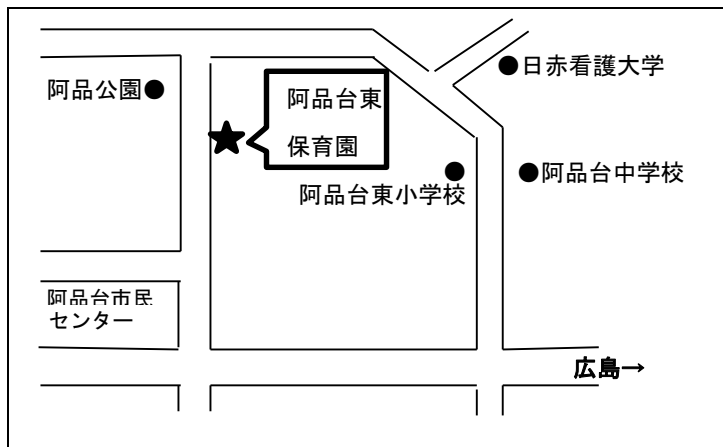 ●日赤看護大学
阿品公園●
阿品台東
保育園
●阿品台中学校
阿品台東小学校
阿品台市民
センター
広島→